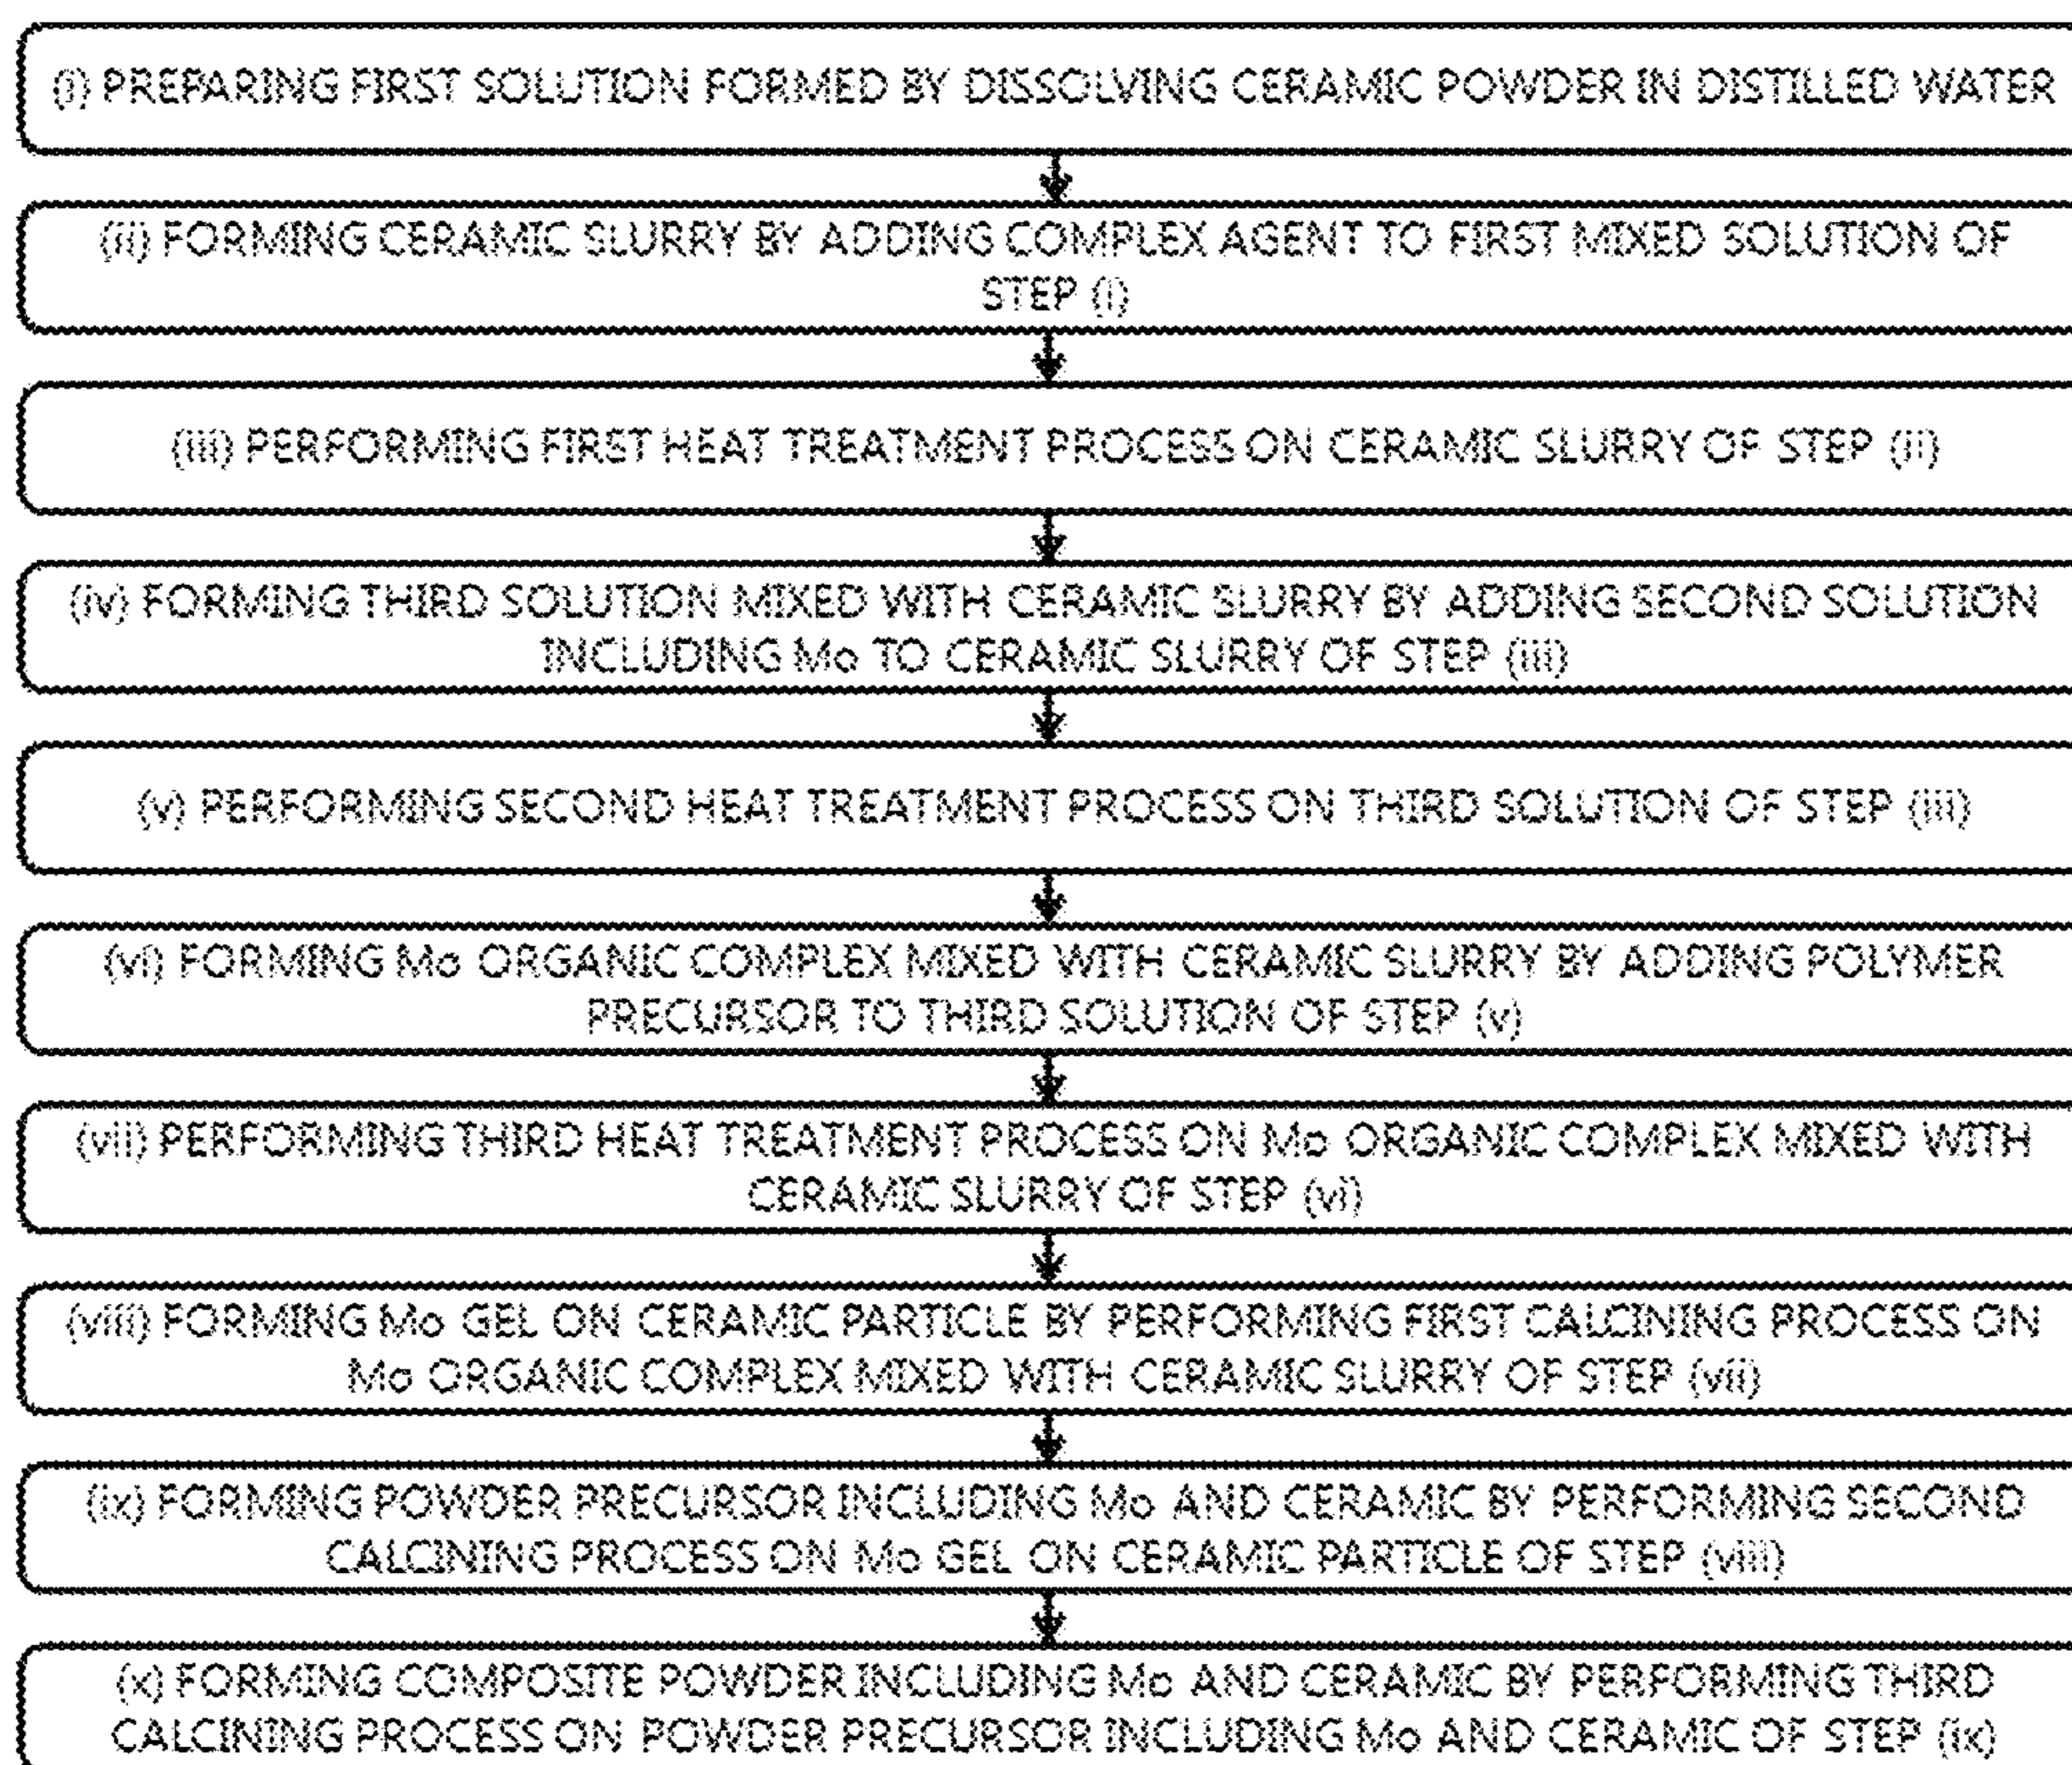 (i) PREPARING FIRST SOLUTION FORMED BY DISSOLVING CERAMIC POWDER IN DISTILLED WATER
(ii) FORMING CERAMIC SLURRY BY ADDING COMPLEX AGENT TO FIRST MIXED SOLUTION OF
STEP (i)
(iii) PERFORMING FIRST HEAT TREATMENT PROCESS ON CERAMIC SLURRY OF STEP (ii)
(iv) FORMING THIRD SOLUTION MIXED WITH CERAMIC SLURRY BY ADDING SECOND SOLUTION
INCLUDING Mo TO CERAMIC SLURRY OF STEP (iii)
(v) PERFORMING SECOND HEAT TREATMENT PROCESS ON THIRD SOLUTION OF STEP (iii)
(vi) FORMING Mo ORGANIC COMPLEX MIXED WITH CERAMIC SLURRY BY ADDING POLYMER
PRECURSOR TO THIRD SOLUTION OF STEP (v)
(vii) PERFORMING THIRD HEAT TREATMENT PROCESS ON Mo ORGANIC COMPLEX MIXED WITH
CERAMIC SLURRY OF STEP (vi)
(viii) FORMING Mo GEL ON CERAMIC PARTICLE BY PERFORMING FIRST CALCINING PROCESS ON
Mo ORGANIC COMPLEX MIXED WITH CERAMIC SLURRY OF STEP (vii)
(ix) FORMING POWDER PRECURSOR INCLUDING Mo AND CERAMIC BY PERFORMING SECOND
CALCINING PROCESS ON Mo GEL ON CERAMIC PARTICLE OF STEP (viii)
(x) FORMING COMPOSITE POWDER INCLUDING Mo AND CERAMIC BY PERFORMING THIRD
CALCINING PROCESS ON POWDER PRECURSOR INCLUDING Mo AND CERAMIC OF STEP (ix)